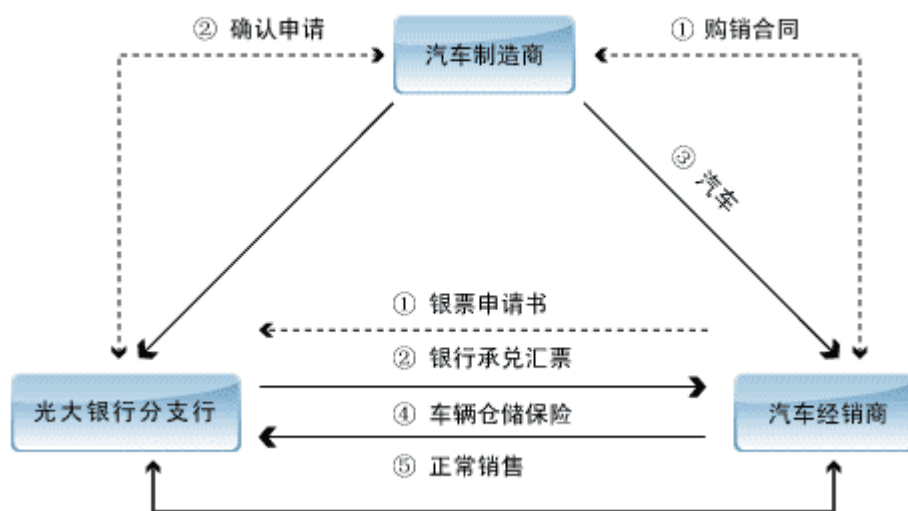 ② 确认申请
汽车制造商
① 购销合同
③ 汽车
① 银票申请书
② 银行承兑汇票
光大银行分支行
④ 车辆仓储保险
汽车经销商
⑤ 正常销售